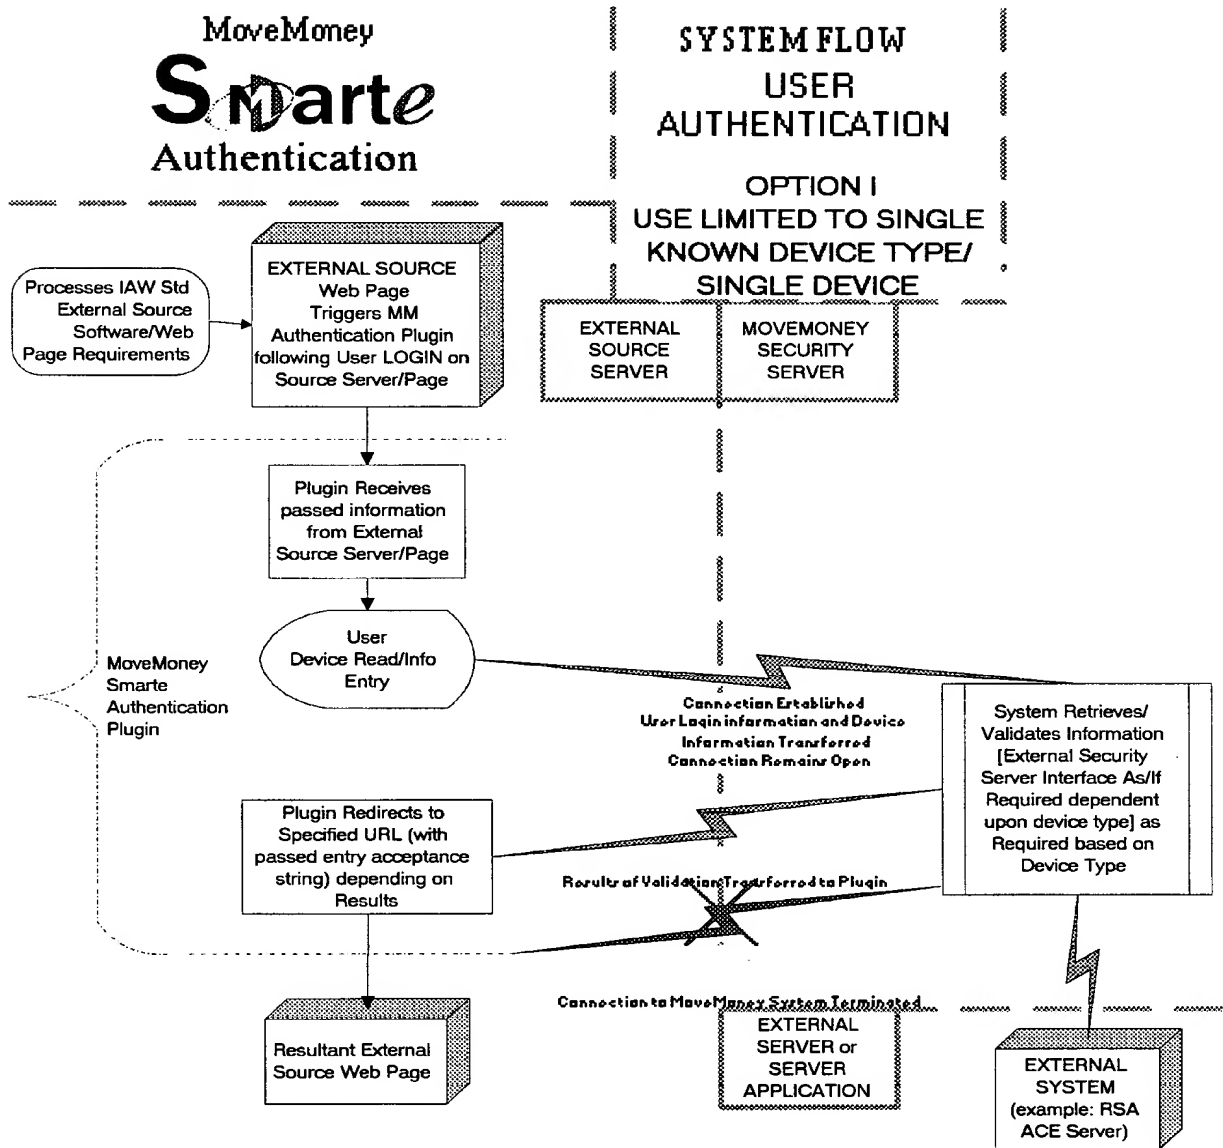 MoveMoney
Smarte
Authentication
SYSTEM FLOW
USER
AUTHENTICATION
OPTION I
USE LIMITED TO SINGLE
KNOWN DEVICE TYPE/
SINGLE DEVICE
Processes IAW Std
External Source
Software/Web
Page Requirements
EXTERNAL SOURCE
Web Page
Triggers MM
Authentication Plugin
following User LOGIN on
Source Server/Page
EXTERNAL
SOURCE
SERVER
MOVEMONEY
SECURITY
SERVER
Plugin Receives
passed information
from External
Source Server/Page
User
Device Read/Info
Entry
MoveMoney
Smarte
Authentication
Plugin
Connection Established
User Login information and Device
Information Transferred
Connection Remains Open
System Retrieves/
Validates Information
[External Security
Server Interface As/If
Required dependent
upon device type] as
Required based on
Device Type
Plugin Redirects to
Specified URL (with
passed entry acceptance
string) depending on
Results
Results of Validation Transferred to Plugin
Connection to MoveMoney System Terminated
Resultant External
Source Web Page
EXTERNAL
SERVER or
SERVER
APPLICATION
EXTERNAL
SYSTEM
(example: RSA
ACE Server)